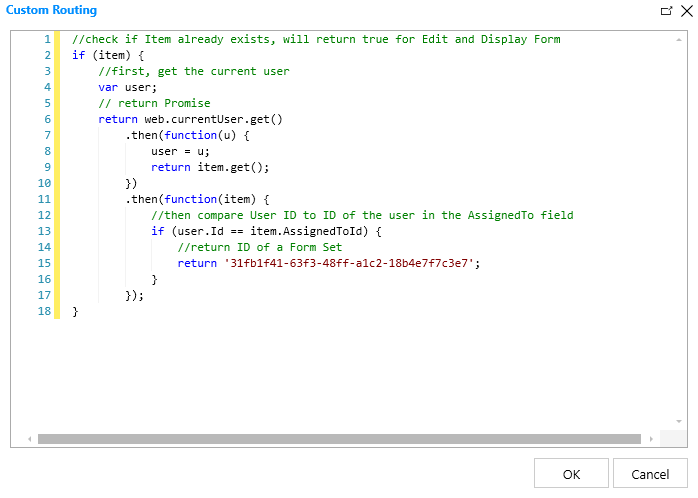 Custom Routing
1 //check if Item already exists, will return true for Edit and Display Form
2 if (item) {
3     //first, get the current user
4     var user;
5     // return Promise
6     return web.currentUser.get()
7         .then(function(u) {
8             user = u;
9             return item.get();
10         })
11         .then(function(item) {
12             //then compare User ID to ID of the user in the AssignedTo field
13             if (user.Id == item.AssignedToId) {
14                 //return ID of a Form Set
15                 return '31fb1f41-63f3-48ff-a1c2-18b4e7f7c3e7';
16             }
17         });
18 }
OK Cancel